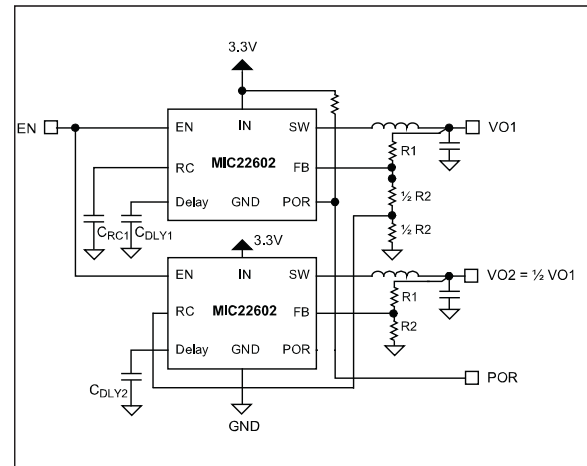 3.3V
EN
EN IN SW
VO1
R1
RC MIC22602 FB
½ R2
Delay GND POR
½ R2
CRC1 CDLY1
3.3V
EN IN SW
VO2 = ½ VO1
R1
RC MIC22602 FB
R2
Delay GND POR
CDLY2
POR
GND